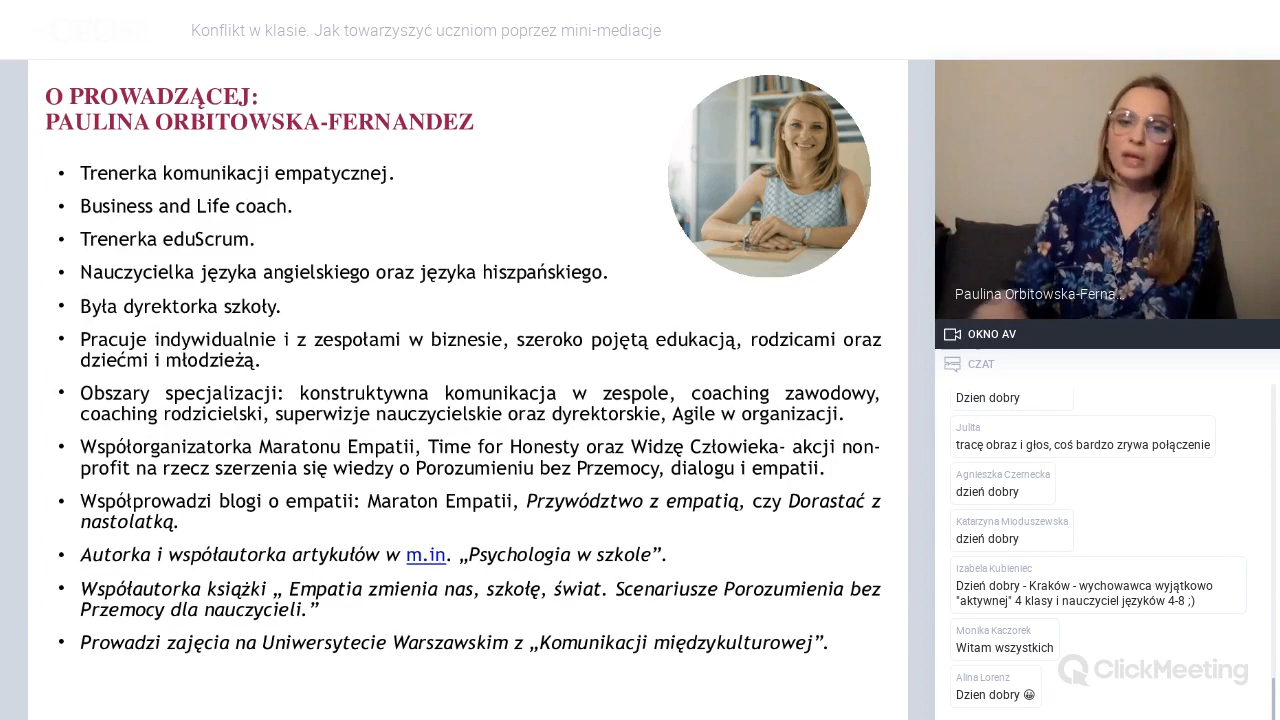 Konflikt w klasie. Jak towarzyszyć uczniom poprzez mini-mediacje
O PROWADZĄCEJ:
PAULINA ORBITOWSKA-FERNANDEZ
• Trenerka komunikacji empatycznej.
• Business and Life coach.
• Trenerka eduScrum.
• Nauczycielka języka angielskiego oraz języka hiszpańskiego.
• Była dyrektorka szkoły.
• Pracuje indywidualnie i z zespołami w biznesie, szeroko pojętą edukacją, rodzicami oraz
dziećmi i młodzieżą.
• Obszary specjalizacji: konstruktywna komunikacja w zespole, coaching zawodowy,
coaching rodzicielski, superwizje nauczycielskie oraz dyrektorskie, Agile w organizacji.
• Współorganizatorka Maratonu Empatii, Time for Honesty oraz Widzę Człowieka- akcji non-
profit na rzecz szerzenia się wiedzy o Porozumieniu bez Przemocy, dialogu i empatii.
• Współprowadzi blogi o empatii: Maraton Empatii, Przywództwo z empatią, czy Dorastać z
nastolatką.
• Autorka i współautorka artykułów w m.in. „Psychologia w szkole”.
• Współautorka książki „ Empatia zmienia nas, szkołę, świat. Scenariusze Porozumienia bez
Przemocy dla nauczycieli.”
• Prowadzi zajęcia na Uniwersytecie Warszawskim z „Komunikacji międzykulturowej”.
Paulina Orbitowska-Ferna...
OKNO AV
CZAT
Dzien dobry
Julita
tracę obraz i głos, coś bardzo zrywa połączenie
Agnieszka Czernecka
dzień dobry
Katarzyna Mioduszewska
dzień dobry
Izabela Kubieniec
Dzień dobry - Kraków - wychowawca wyjątkowo
"aktywnej" 4 klasy i nauczyciel języków 4-8 ;)
Monika Kaczorek
Witam wszystkich
Alina Lorenz
Dzien dobry 😀
ClickMeeting